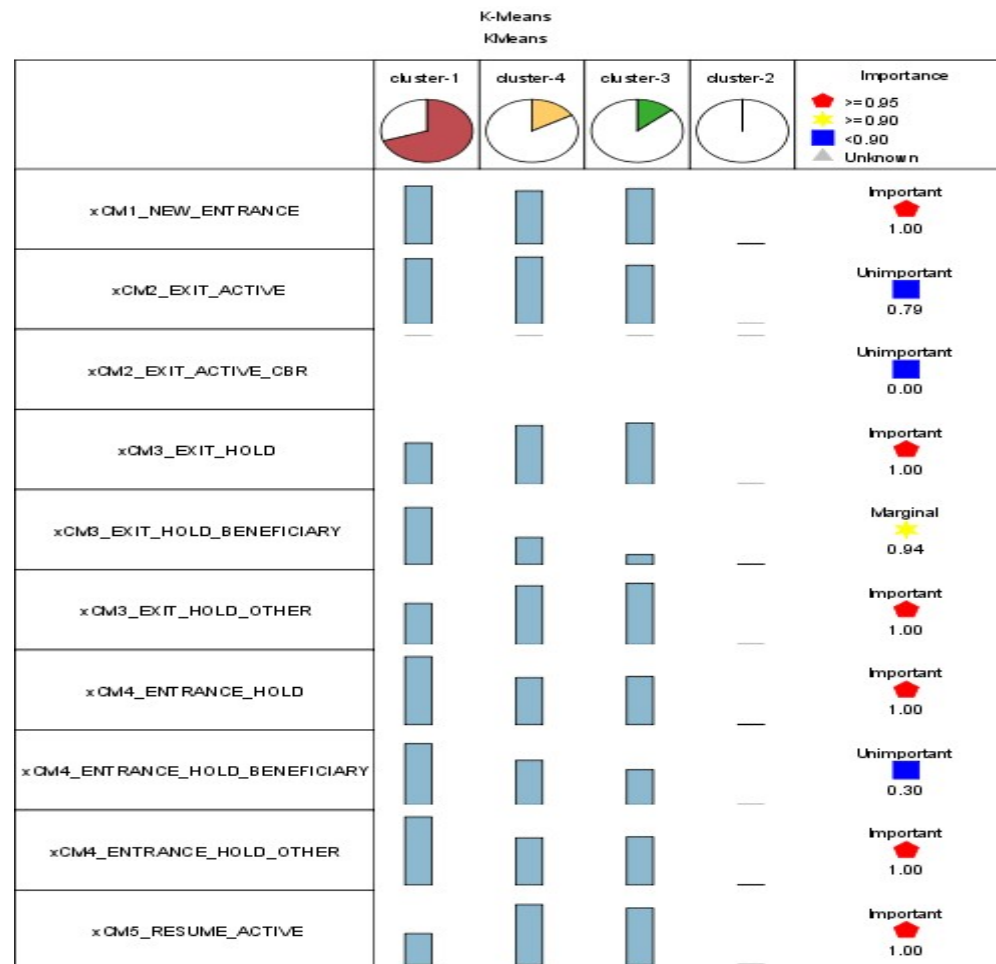 K-Means
KMeans
cluster-1 cluster-4 cluster-3 cluster-2 Importance
>=0.95
>=0.90
<0.90
Unknown
xCM1_NEW_ENTRANCE Important
1.00
xCM2_EXIT_ACTIVE Unimportant
0.79
xCM2_EXIT_ACTIVE_CBR Unimportant
0.00
xCM3_EXIT_HOLD Important
1.00
xCM3_EXIT_HOLD_BENEFICIARY Marginal
0.94
xCM3_EXIT_HOLD_OTHER Important
1.00
xCM4_ENTRANCE_HOLD Important
1.00
xCM4_ENTRANCE_HOLD_BENEFICIARY Unimportant
0.30
xCM4_ENTRANCE_HOLD_OTHER Important
1.00
xCM5_RESUME_ACTIVE Important
1.00